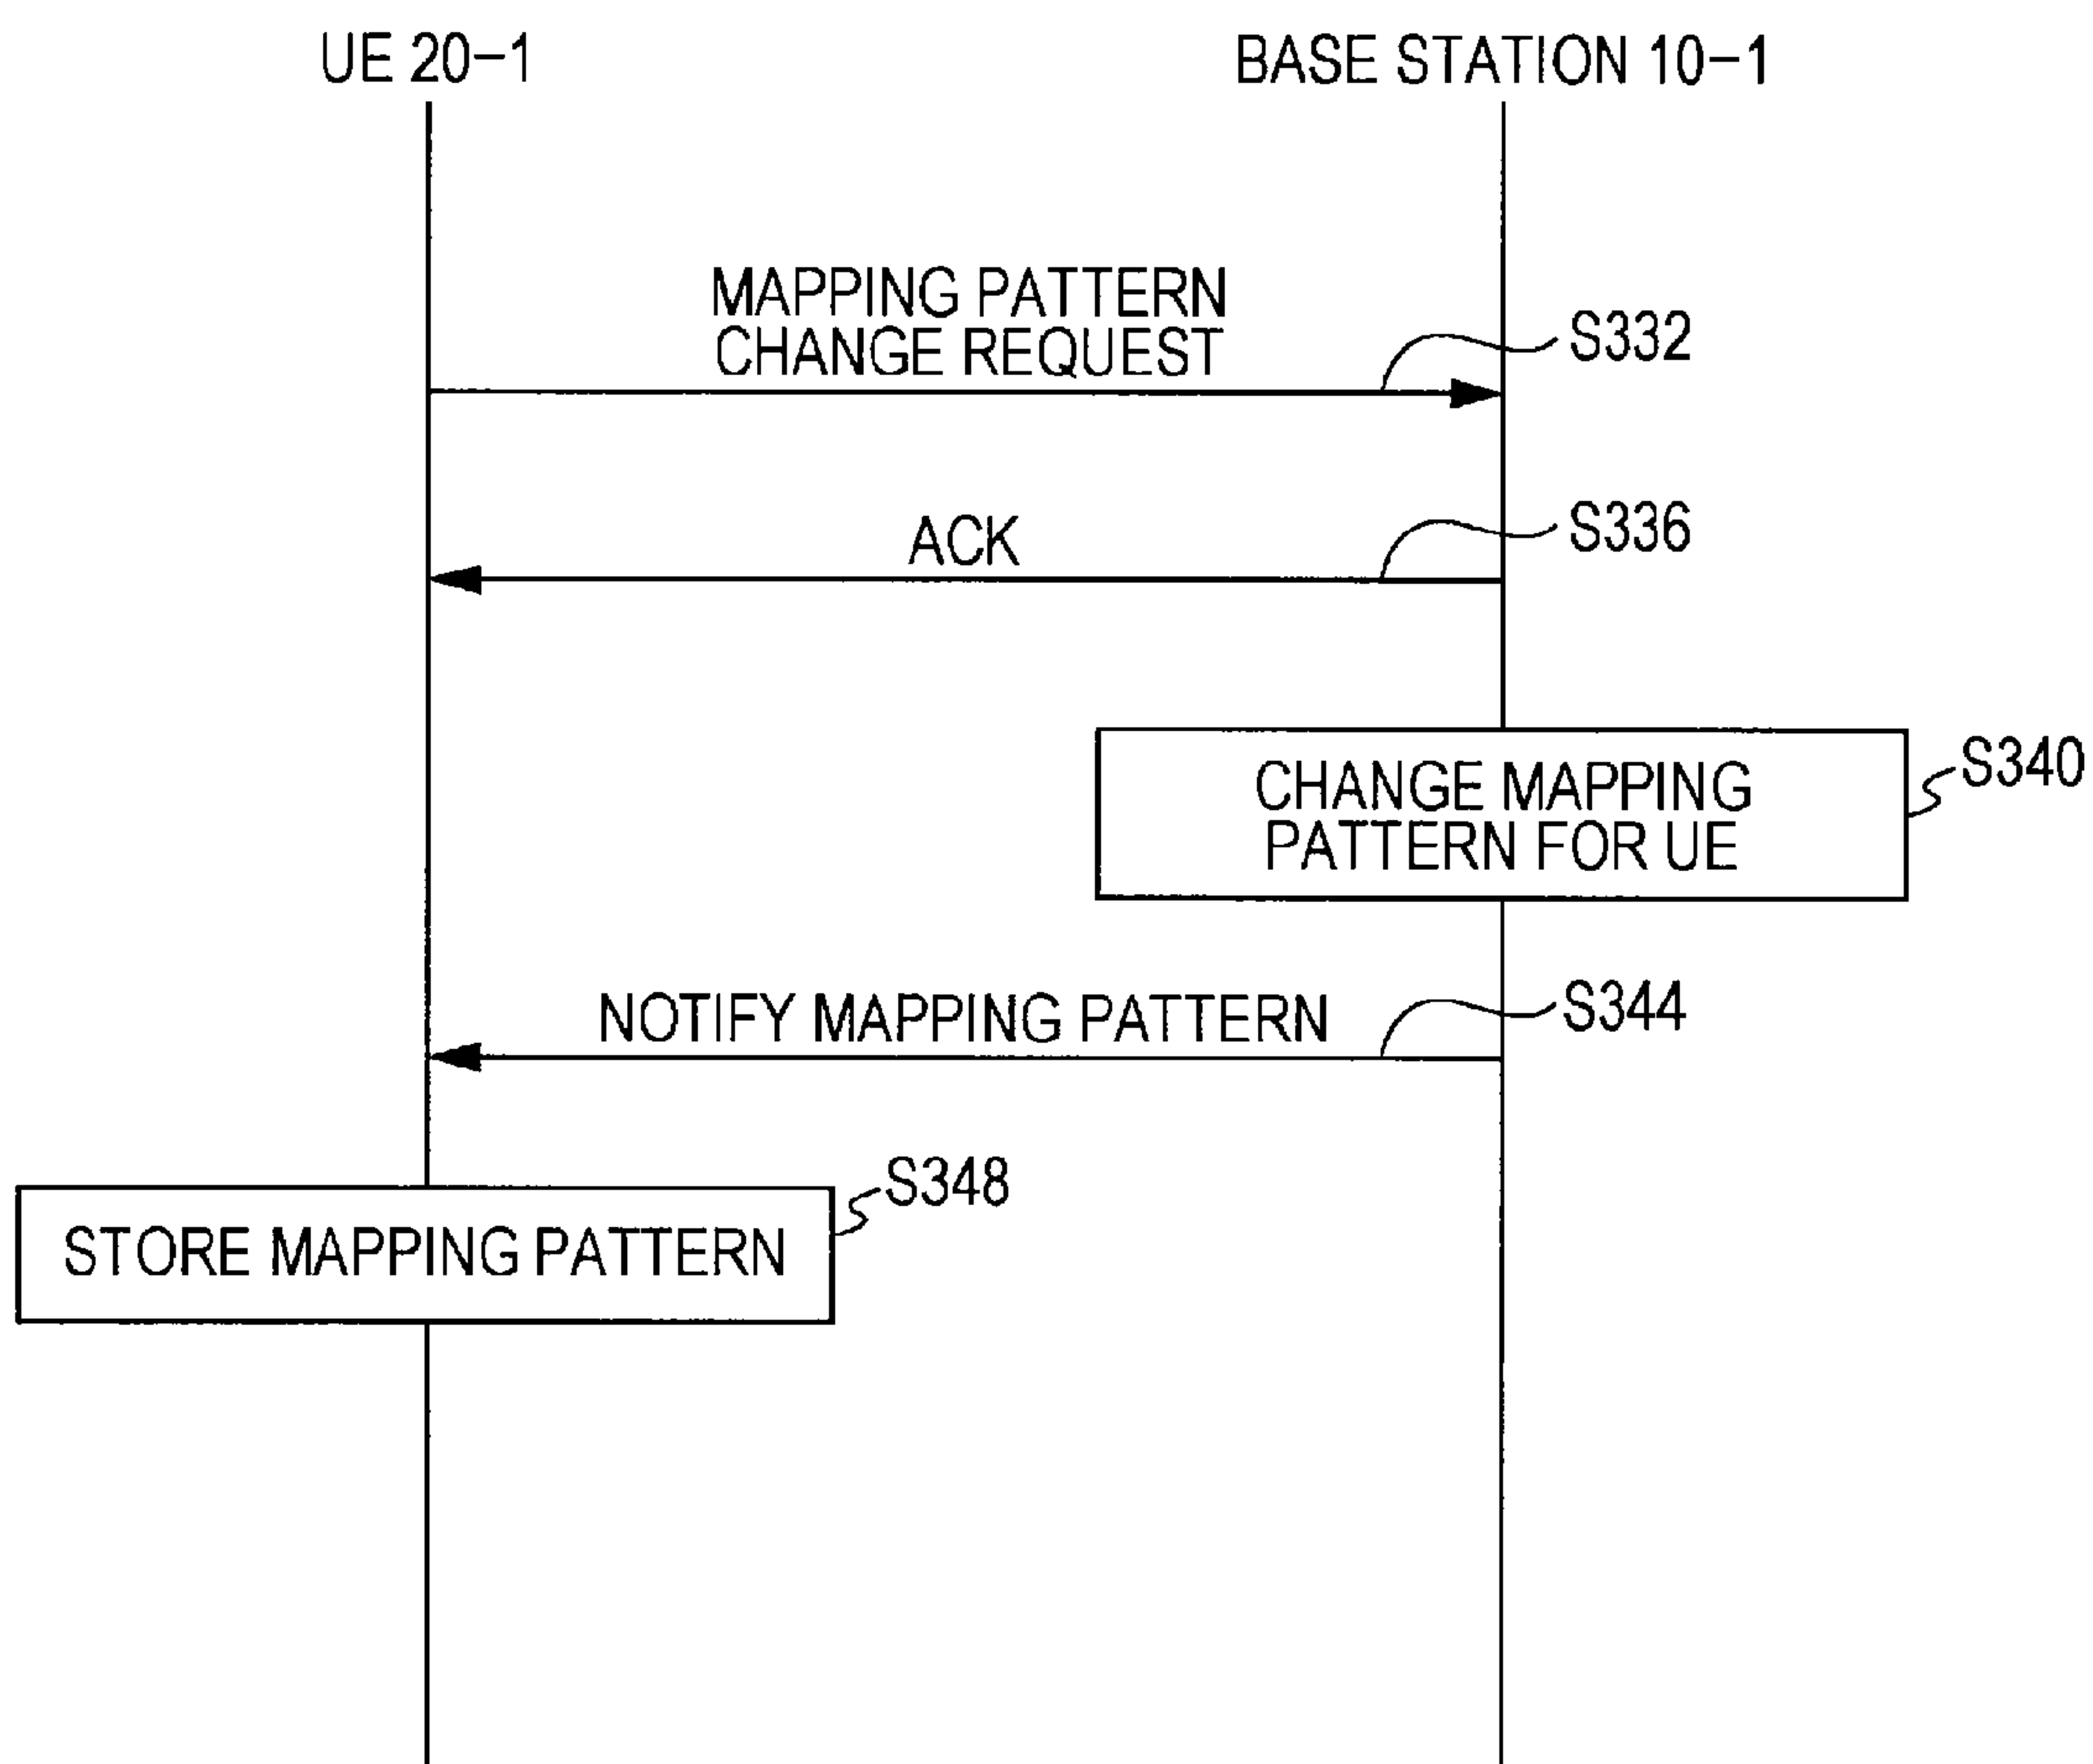 UE 20-1
BASE STATION 10-1
MAPPING PATTERN
CHANGE REQUEST
S332
ACK
S336
CHANGE MAPPING
PATTERN FOR UE
S340
NOTIFY MAPPING PATTERN
S344
STORE MAPPING PATTERN
S348